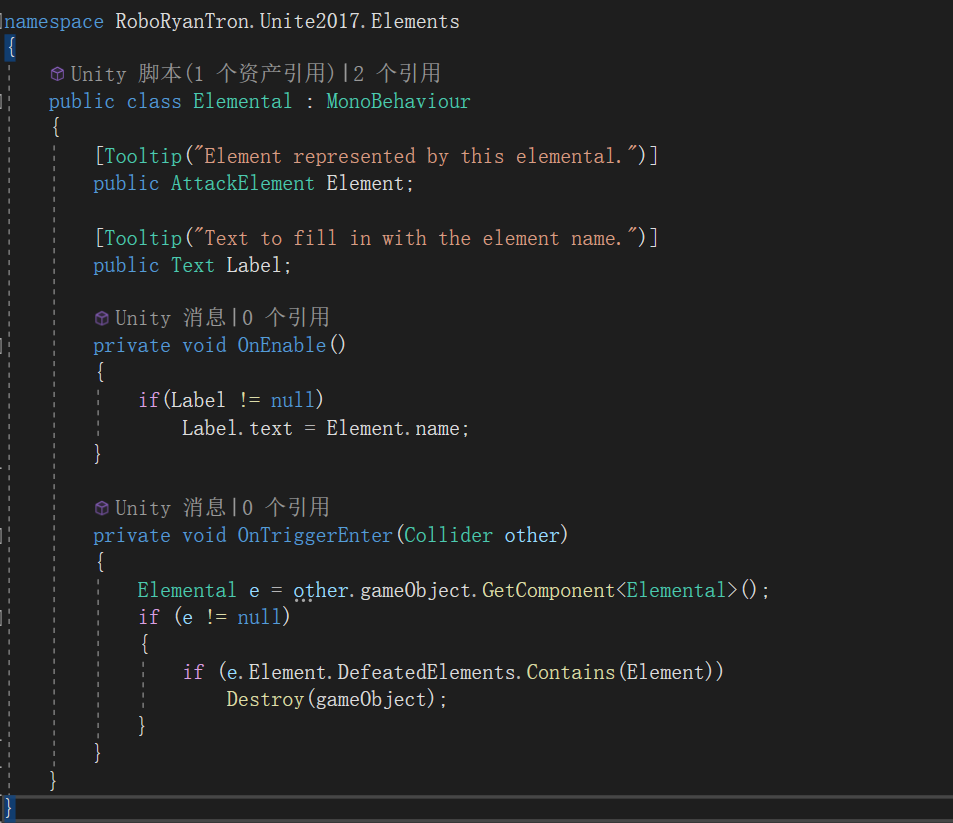 namespace RoboRyanTron.Unite2017.Elements
{
Unity 脚本(1 个资产引用)|2 个引用
public class Elemental : MonoBehaviour
{
[Tooltip("Element represented by this elemental.")]
public AttackElement Element;
[Tooltip("Text to fill in with the element name.")]
public Text Label;
Unity 消息|0 个引用
private void OnEnable()
{
if(Label != null)
Label.text = Element.name;
}
Unity 消息|0 个引用
private void OnTriggerEnter(Collider other)
{
Elemental e = other.gameObject.GetComponent<Elemental>();
if (e != null)
{
if (e.Element.DefeatedElements.Contains(Element))
Destroy(gameObject);
}
}
}
}